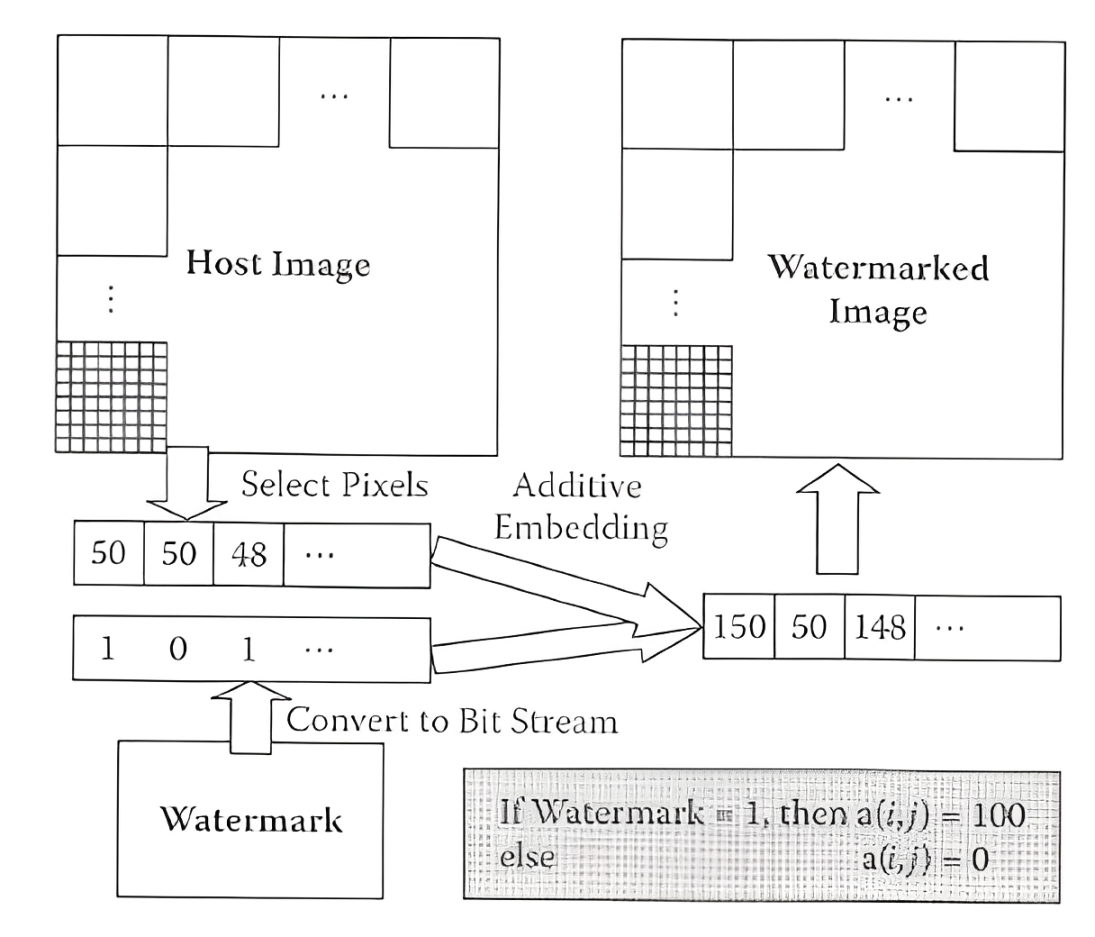 ...
...
Host Image
Watermarked
Image
⋮
⋮
Select Pixels
Additive
Embedding
50 50 48 ...
150 50 148 ...
1 0 1 ...
Convert to Bit Stream
Watermark
If Watermark = 1, then a(i,j) = 100
else a(i,j) = 0